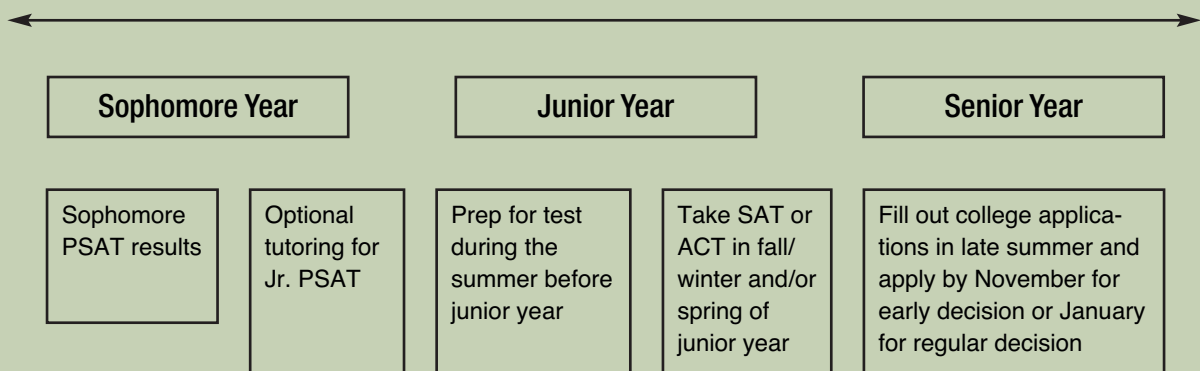 Sophomore Year
Junior Year
Senior Year
Sophomore
PSAT results
Optional
tutoring for
Jr. PSAT
Prep for test
during the
summer before
junior year
Take SAT or
ACT in fall/
winter and/or
spring of
junior year
Fill out college applica-
tions in late summer and
apply by November for
early decision or January
for regular decision